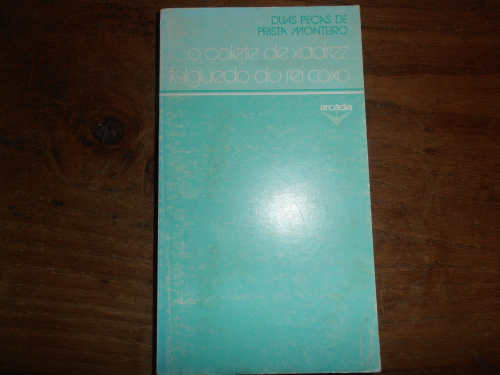 DUAS PEÇAS DE
PRISTA MONTEIRO
o colete de xadrez
folguedo do rei coxo
arcádia